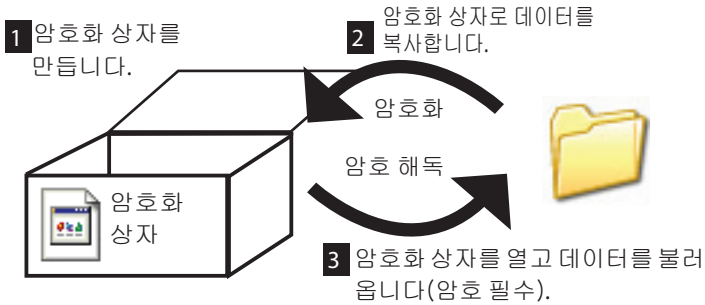 1 암호화 상자를
만듭니다.
2 암호화 상자로 데이터를
복사합니다.
암호화
암호 해독
암호화
상자
3 암호화 상자를 열고 데이터를 불러
옵니다(암호 필수).